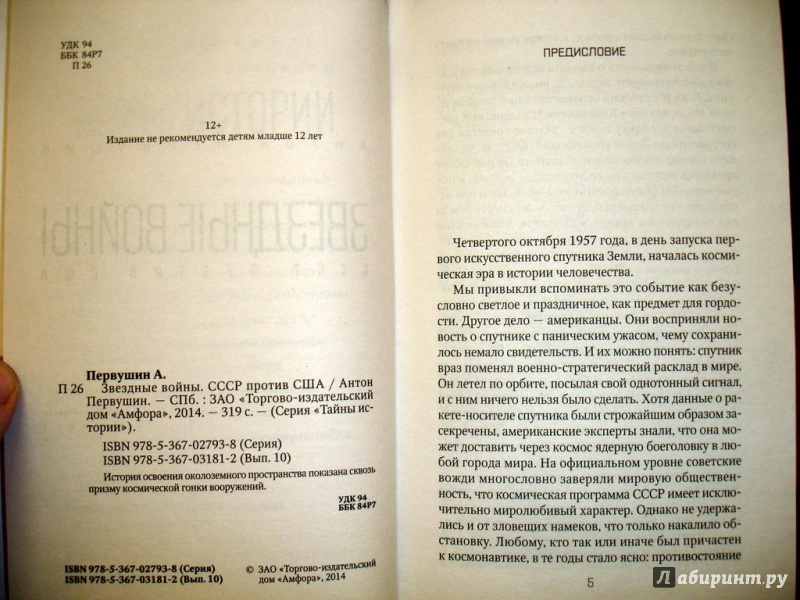 УДК 94
ББК 84Р7
П 26
12+
Издание не рекомендуется детям младше 12 лет
Первушин А.
П 26 Звездные войны. СССР против США / Антон
Первушин. — СПб. : ЗАО «Торгово-издательский
дом «Амфора», 2014. — 319 с. — (Серия «Тайны ис-
тории»).
ISBN 978-5-367-02793-8 (Серия)
ISBN 978-5-367-03181-2 (Вып. 10)
История освоения околоземного пространства показана сквозь
призму космической гонки вооружений.
УДК 94
ББК 84Р7
ISBN 978-5-367-02793-8 (Серия)
ISBN 978-5-367-03181-2 (Вып. 10)
© ЗАО «Торгово-издательский
дом «Амфора», 2014
ПРЕДИСЛОВИЕ
Четвертого октября 1957 года, в день запуска пер-
вого искусственного спутника Земли, началась косми-
ческая эра в истории человечества.
Мы привыкли вспоминать это событие как безу-
словно светлое и праздничное, как предмет для гордо-
сти. Другое дело — американцы. Они восприняли но-
вость о спутнике с паническим ужасом, чему сохрани-
лось немало свидетельств. И их можно понять: спутник
враз поменял военно-стратегический расклад в мире.
Он летел по орбите, посылая свой однотонный сигнал,
и с ним ничего нельзя было сделать. Хотя данные о ра-
кете-носителе спутника были строжайшим образом за-
секречены, американские эксперты знали, что она мо-
жет доставить через космос ядерную боеголовку в лю-
бой города мира. На официальном уровне советские
вожди многословно заверяли мировую обществен-
ность, что космическая программа СССР имеет исклю-
чительно миролюбивый характер. Однако не удержа-
лись и от зловещих намеков, что только накалило об-
становку. Любому, кто так или иначе был причастен
к космонавтике, в те годы стало ясно: противостояние
5
Лабиринт.ру